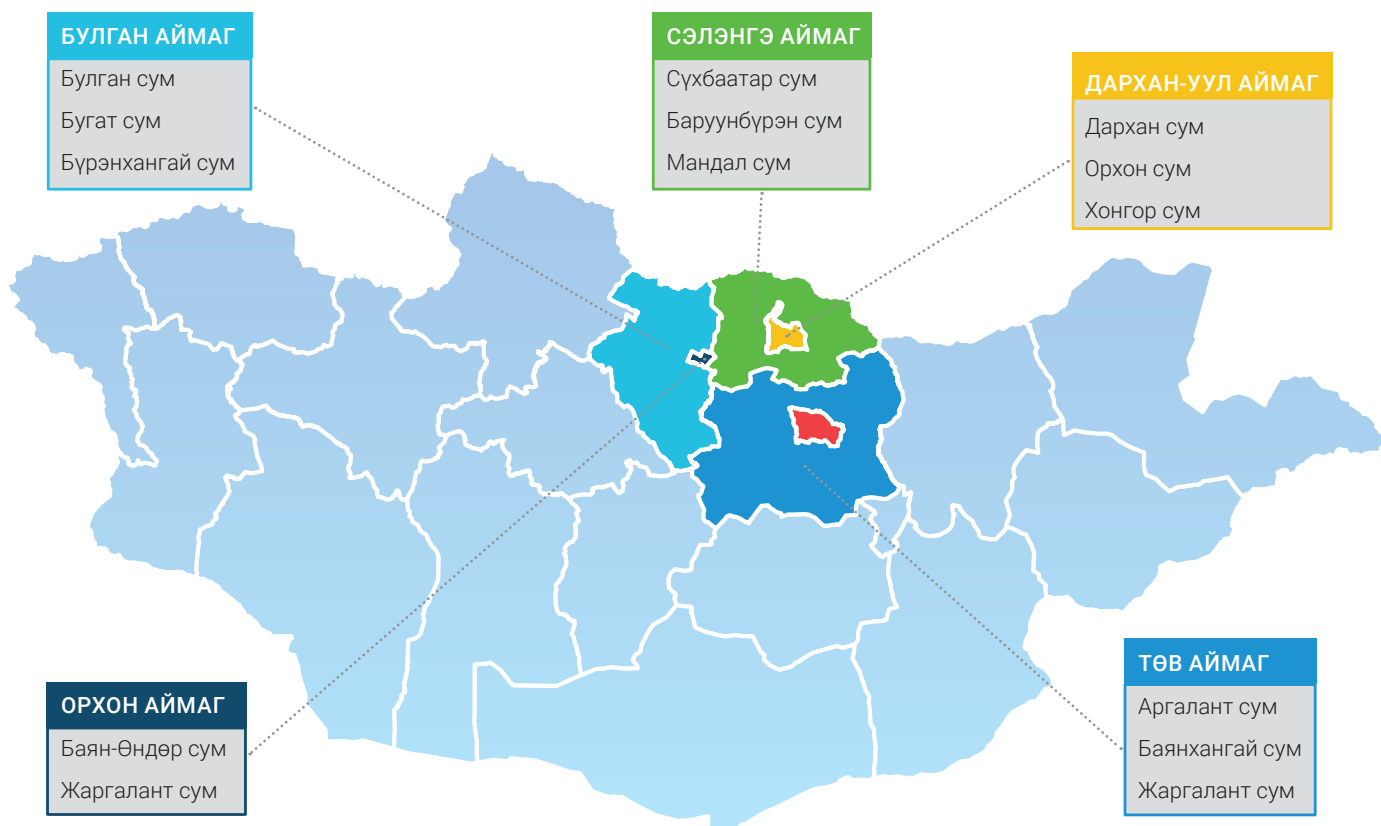 БУЛГАН АЙМАГ
Булган сум
Бугат сум
Бүрэнхангай сум
СЭЛЭНГЭ АЙМАГ
Сүхбаатар сум
Баруунбүрэн сум
Мандал сум
ДАРХАН-УУЛ АЙМАГ
Дархан сум
Орхон сум
Хонгор сум
ОРХОН АЙМАГ
Баян-Өндөр сум
Жаргалант сум
ТӨВ АЙМАГ
Аргалант сум
Баянхангай сум
Жаргалант сум